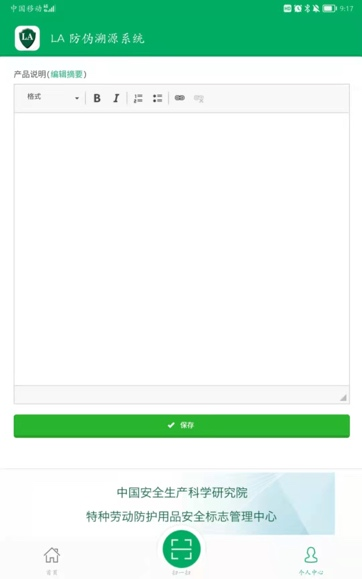 中国移动 9:17
LA LA 防伪溯源系统
产品说明(编辑摘要)
格式 B I
保存
中国安全生产科学研究院
特种劳动防护用品安全标志管理中心
首页 扫一扫 个人中心